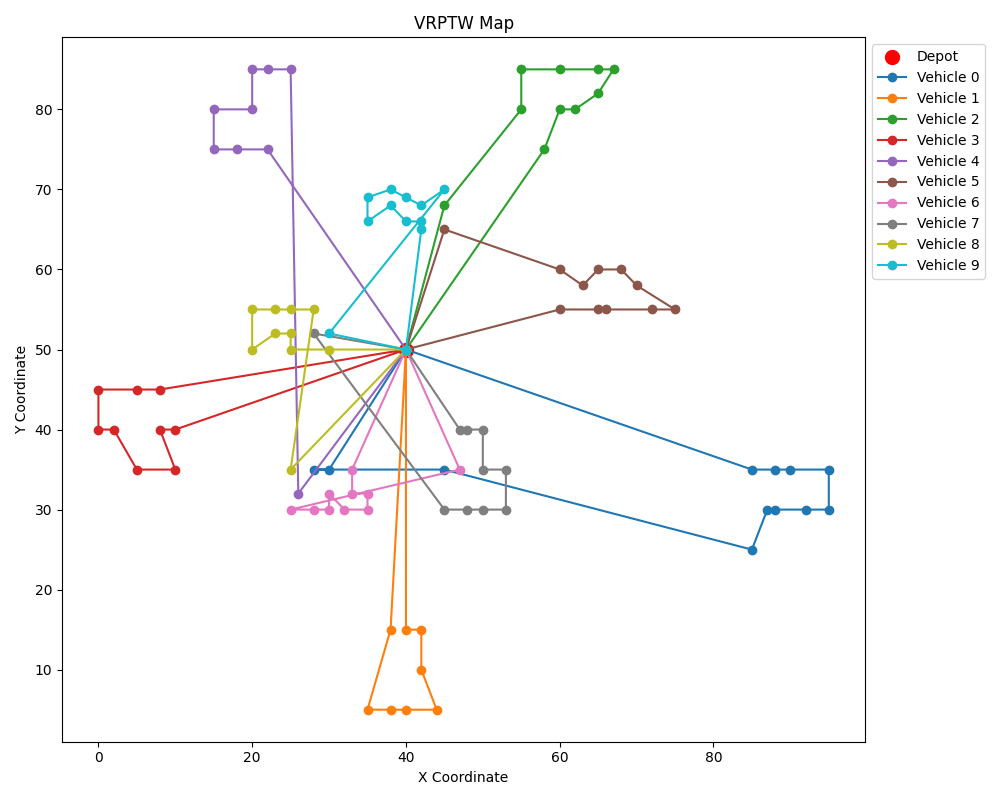 VRPTW Map
Depot
Vehicle 0
Vehicle 1
Vehicle 2
Vehicle 3
Vehicle 4
Vehicle 5
Vehicle 6
Vehicle 7
Vehicle 8
Vehicle 9
Y Coordinate
80
70
60
50
40
30
20
10
0 20 40 60 80
X Coordinate